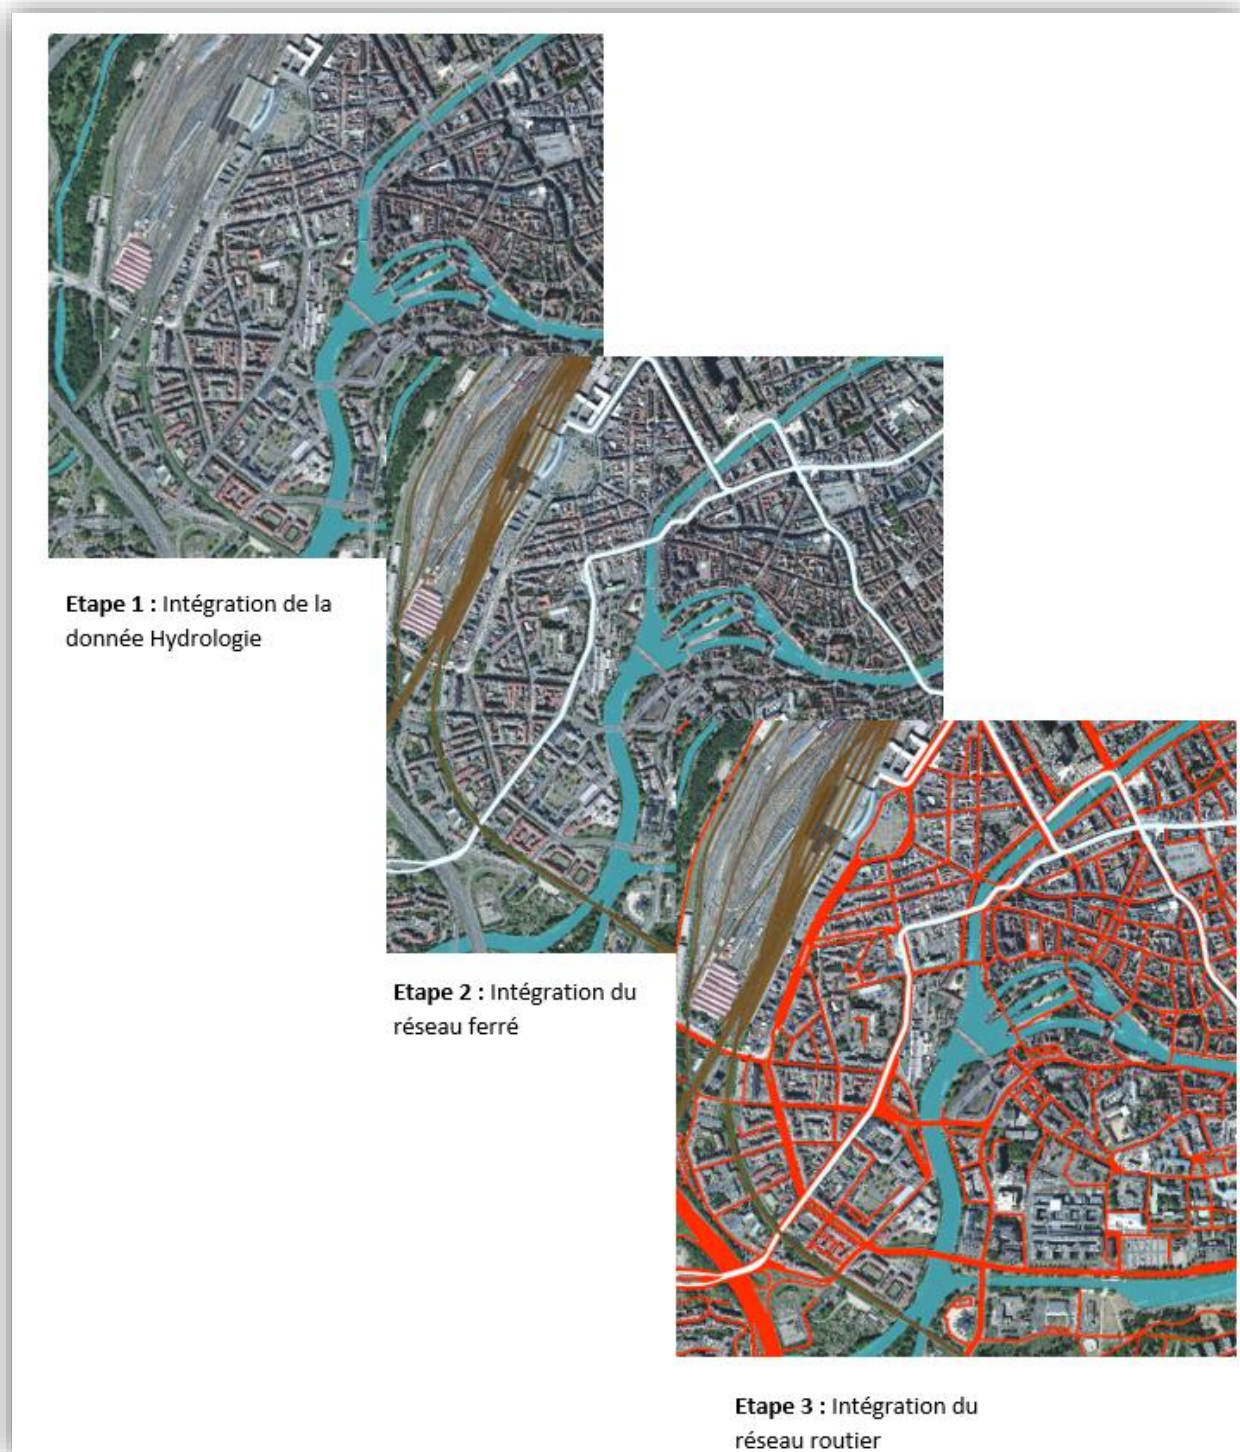 Etape 1 : Intégration de la
donnée Hydrologie
Etape 2 : Intégration du
réseau ferré
Etape 3 : Intégration du
réseau routier